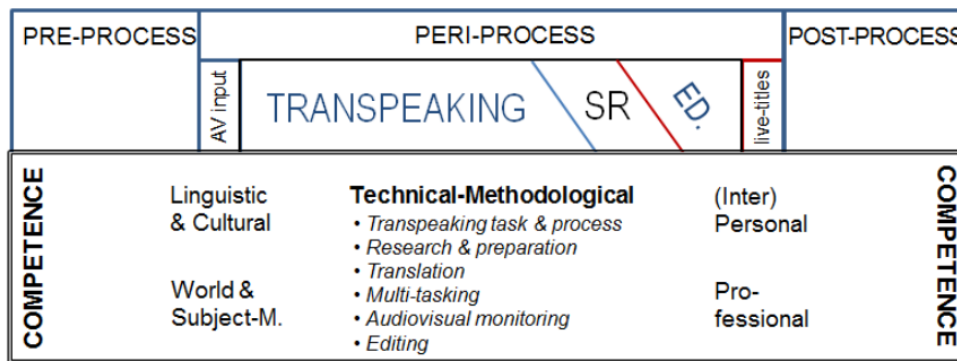 PRE-PROCESS
PERI-PROCESS
POST-PROCESS
AV input
TRANSPEAKING
SR
ED.
live-titles
COMPETENCE
Linguistic
& Cultural
World &
Subject-M.
Technical-Methodological
• Transpeaking task & process
• Research & preparation
• Translation
• Multi-tasking
• Audiovisual monitoring
• Editing
(Inter)
Personal
Pro-
fessional
COMPETENCE